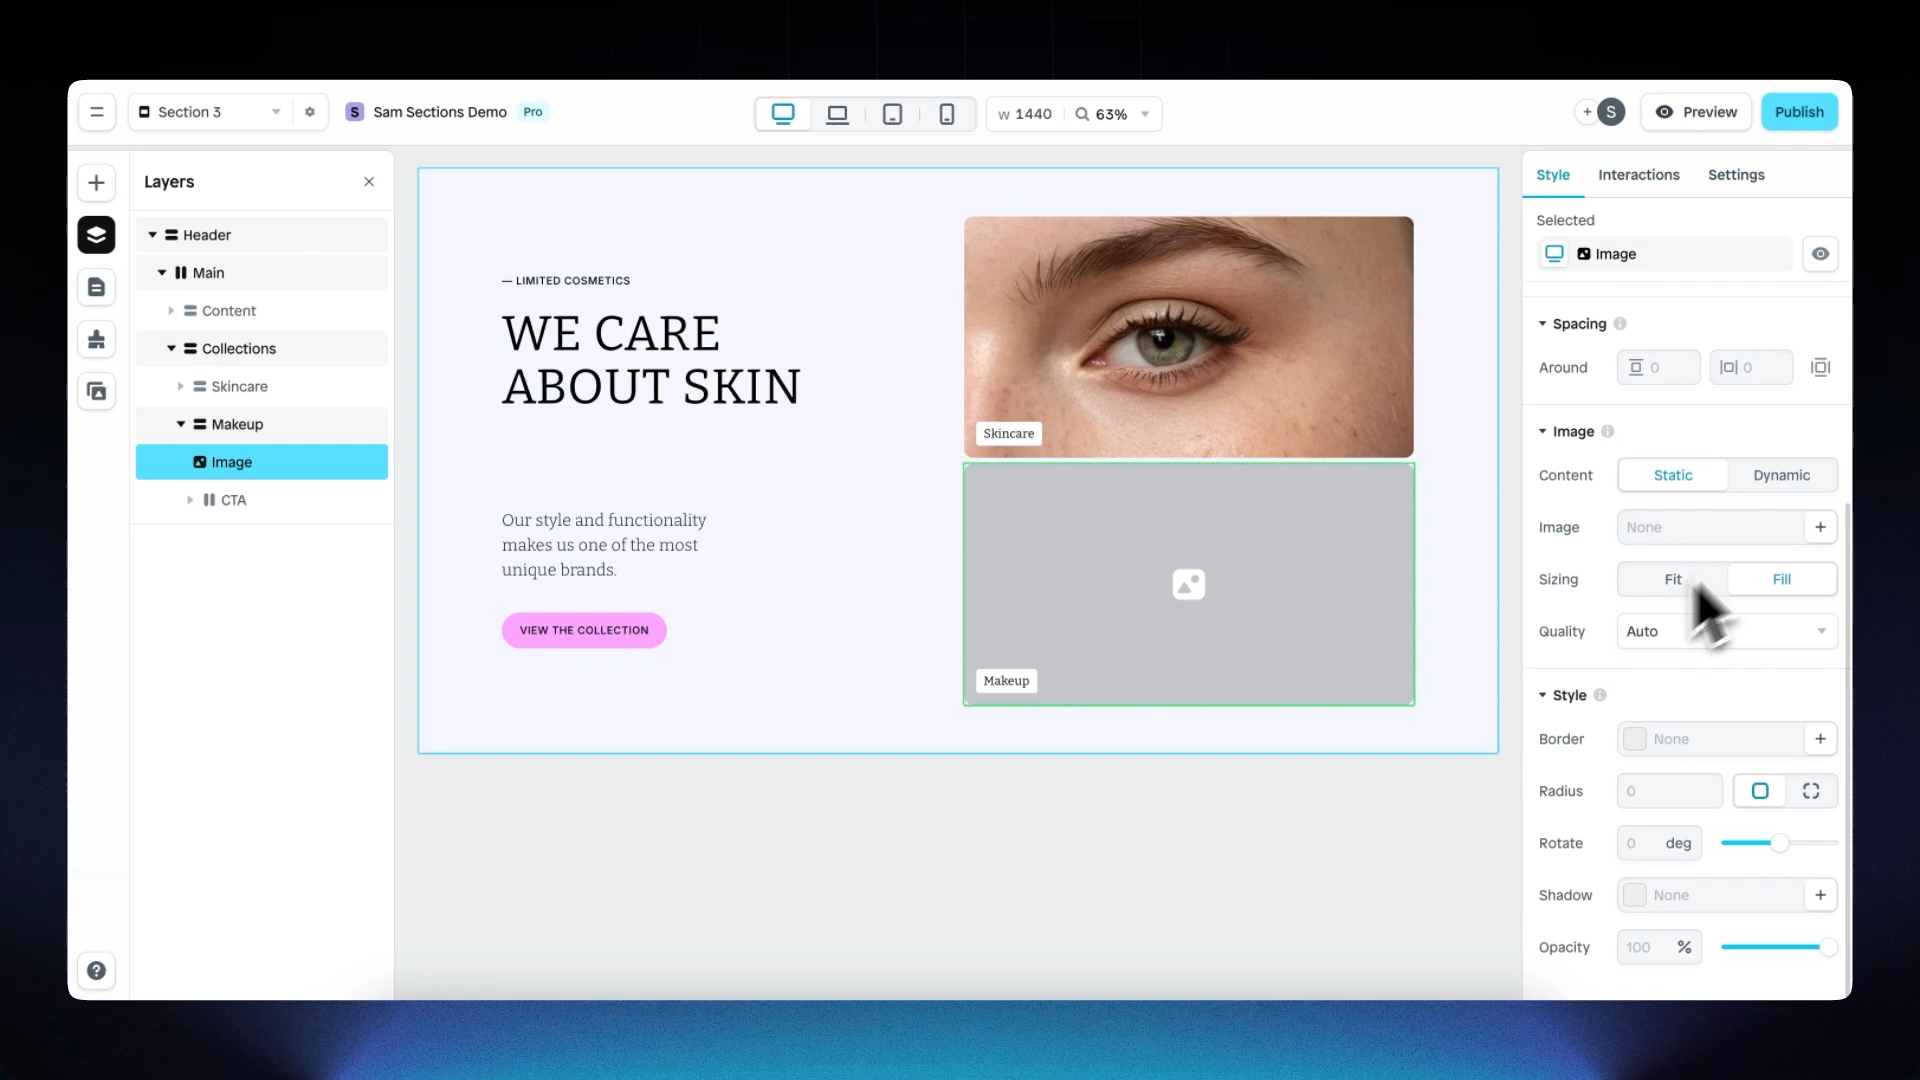 Section 3
S
Sam Sections Demo
Pro
W 1440
63%
+
S
Preview
Publish
Layers
Header
Main
Content
Collections
Skincare
Makeup
Image
CTA
— LIMITED COSMETICS
WE CARE
ABOUT SKIN
Our style and functionality
makes us one of the most
unique brands.
VIEW THE COLLECTION
Skincare
Makeup
Style
Interactions
Settings
Selected
Image
Spacing
Around
0
0
Image
Content
Static
Dynamic
Image
None
Sizing
Fit
Fill
Quality
Auto
Style
Border
None
Radius
0
Rotate
0 deg
Shadow
None
Opacity
100 %